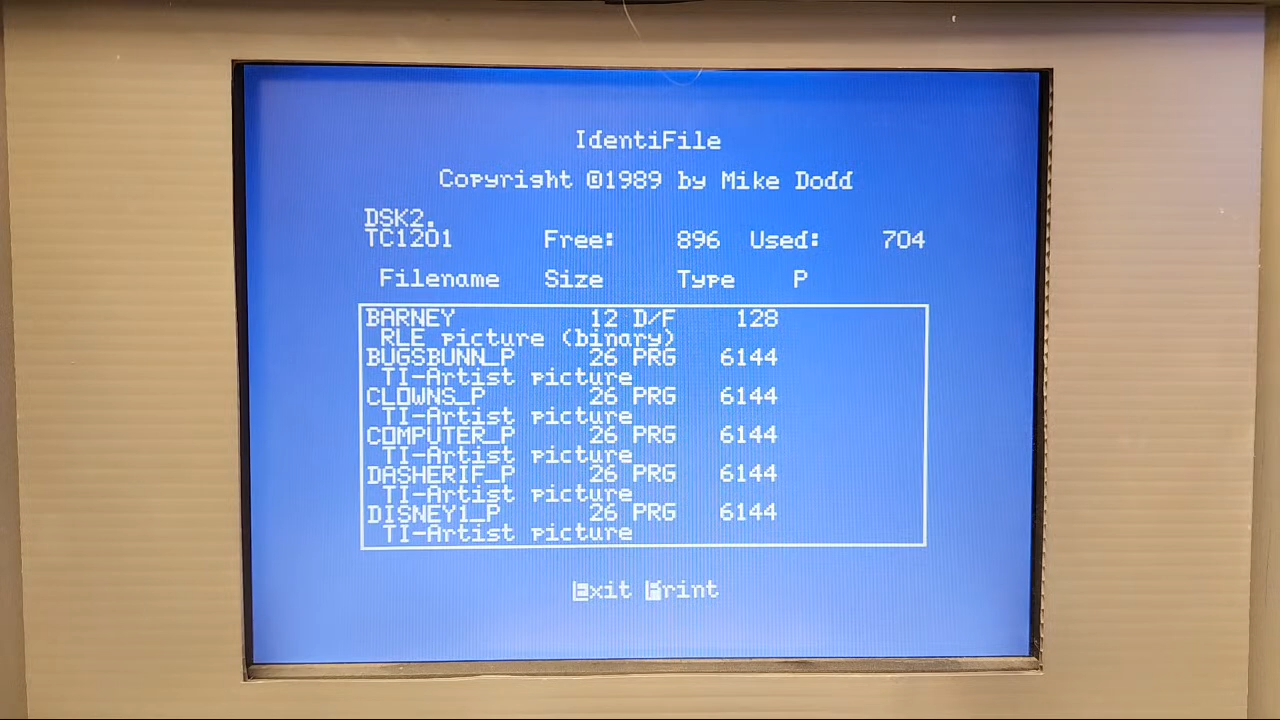 IdentiFile
Copyright ©1989 by Mike Dodd
DSK2.
TC1201 Free: 896 Used: 704
Filename Size Type P
BARNEY 12 D/F 128
RLE picture (binary)
BUGSBUNN_P 26 PRG 6144
TI-Artist picture
CLOWNS_P 26 PRG 6144
TI-Artist picture
COMPUTER_P 26 PRG 6144
TI-Artist picture
DASHERIF_P 26 PRG 6144
TI-Artist picture
DISNEY1_P 26 PRG 6144
TI-Artist picture
Exit Print